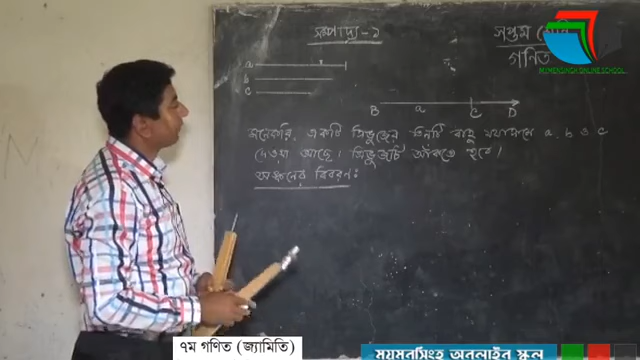 সম্পাদ্য-১
সপ্তম শ্রেণি
গণিত
MYMENSINGH ONLINE SCHOOL
a
b
c
B a C D
মনেকরি, একটি ত্রিভুজের তিনটি বাহু যথাক্রমে a, b ও c
দেওয়া আছে। ত্রিভুজটি আঁকতে হবে।
অঙ্কনের বিবরণ:
৭ম গণিত (জ্যামিতি)
ময়মনসিংহ অনলাইন স্কুল